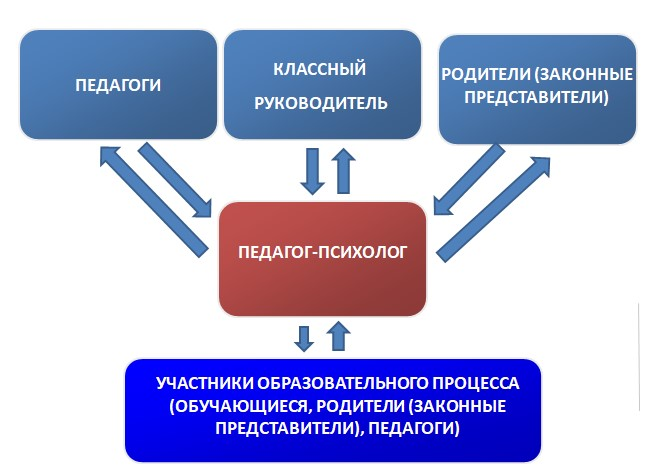 ПЕДАГОГИ
КЛАССНЫЙ
РУКОВОДИТЕЛЬ
РОДИТЕЛИ (ЗАКОННЫЕ
ПРЕДСТАВИТЕЛИ)
ПЕДАГОГ-ПСИХОЛОГ
УЧАСТНИКИ ОБРАЗОВАТЕЛЬНОГО ПРОЦЕССА
(ОБУЧАЮЩИЕСЯ, РОДИТЕЛИ (ЗАКОННЫЕ
ПРЕДСТАВИТЕЛИ), ПЕДАГОГИ)